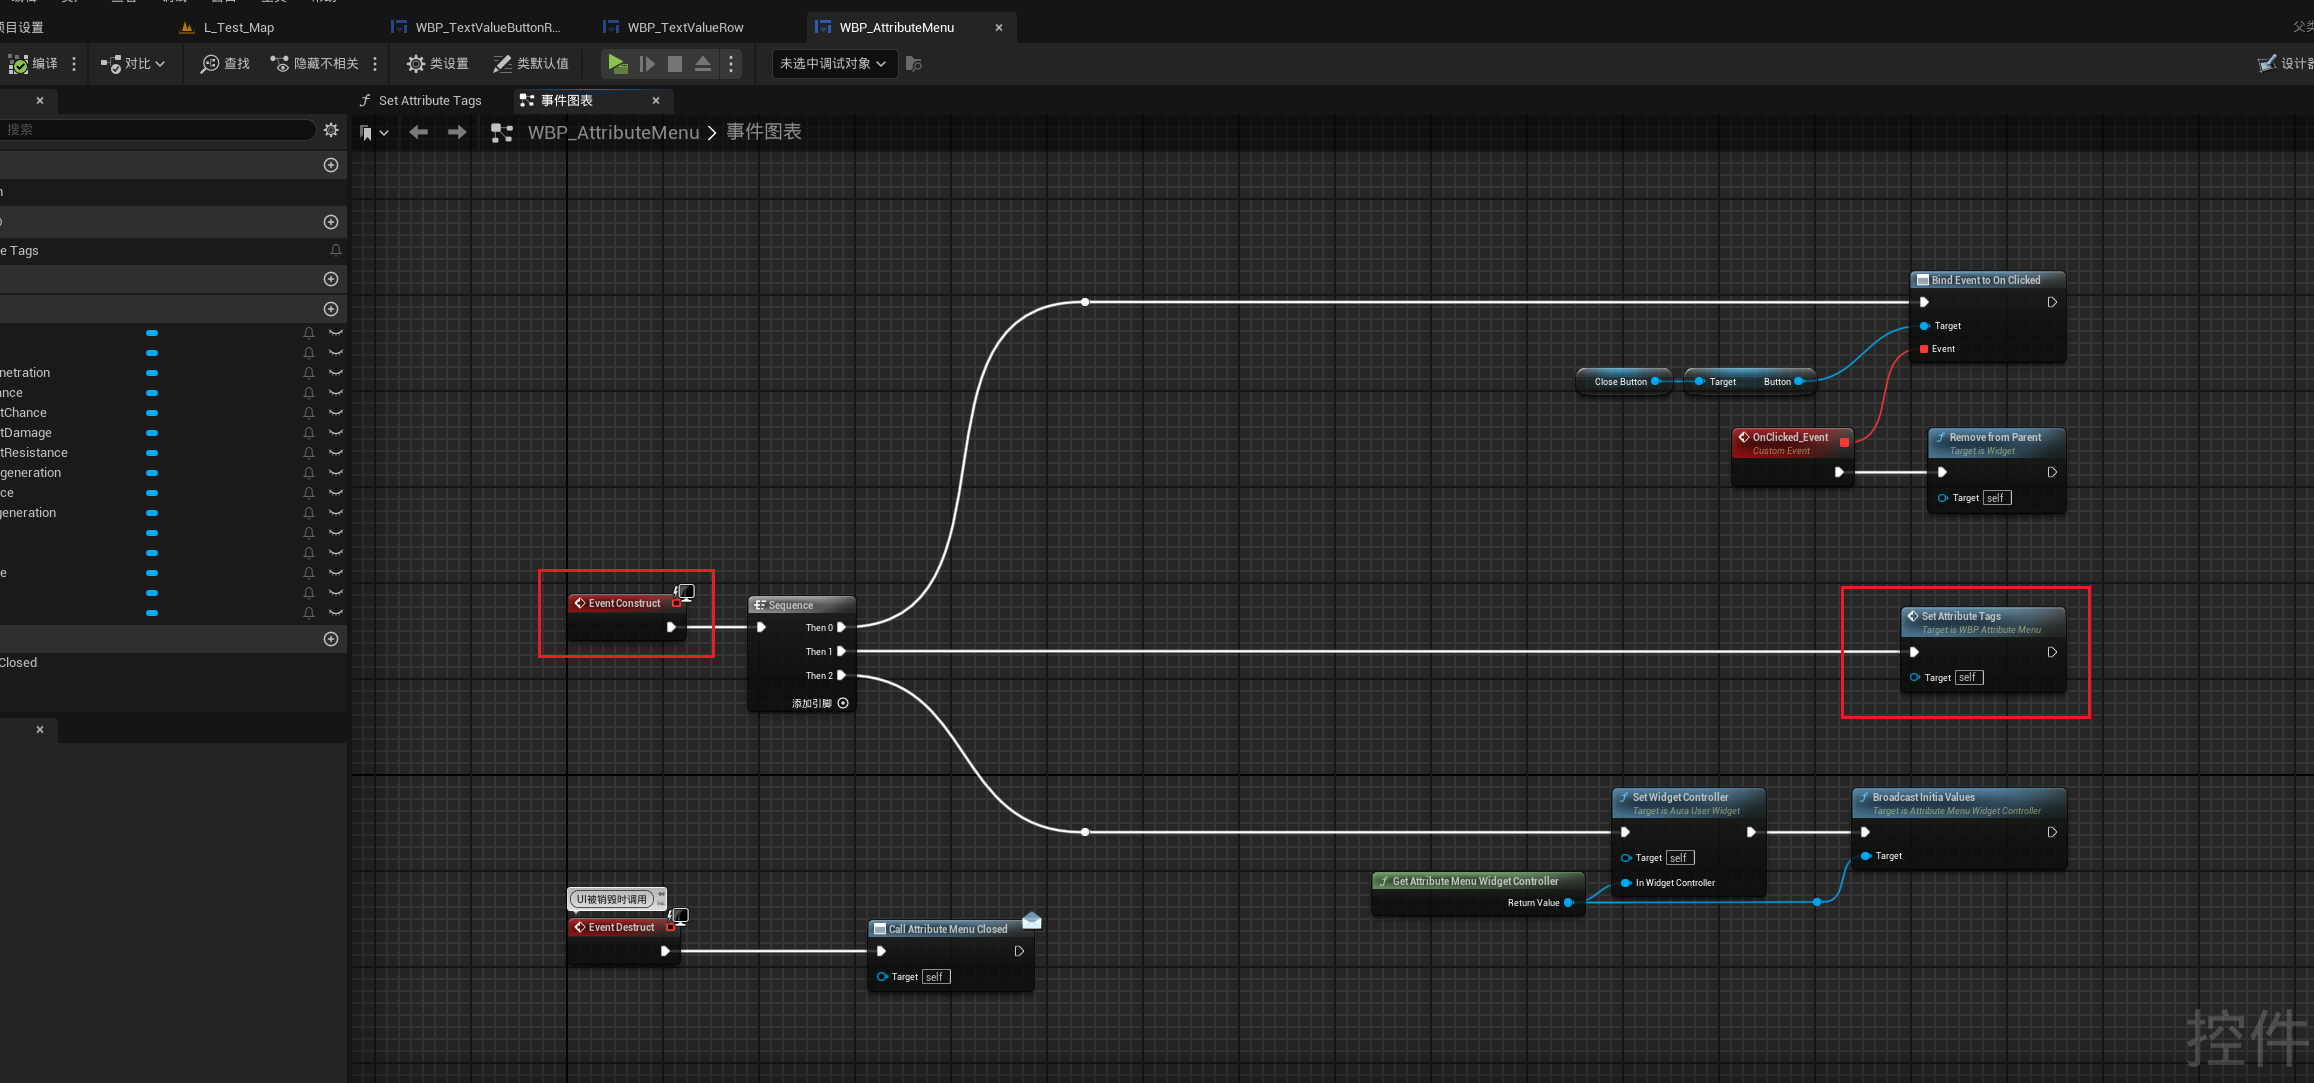 项目设置
L_Test_Map
WBP_TextValueButtonR...
WBP_TextValueRow
WBP_AttributeMenu
父类
编译
对比
查找
隐藏不相关
类设置
类默认值
未选中调试对象
设计器
Set Attribute Tags
事件图表
搜索
WBP_AttributeMenu > 事件图表
e Tags
netration
ance
tChance
tDamage
tResistance
generation
ce
generation
e
Closed
Bind Event to On Clicked
Target
Event
Close Button
Target
Button
OnClicked_Event
Custom Event
Remove from Parent
Target is Widget
Target
self
Event Construct
Sequence
Then 0
Then 1
Then 2
添加引脚
Set Attribute Tags
Target is WBP Attribute Menu
Target
self
Set Widget Controller
Target is Aura User Widget
Target
self
In Widget Controller
Broadcast Initia Values
Target is Attribute Menu Widget Controller
Target
Get Attribute Menu Widget Controller
Return Value
UI被销毁时调用
Event Destruct
Call Attribute Menu Closed
Target
self
控件